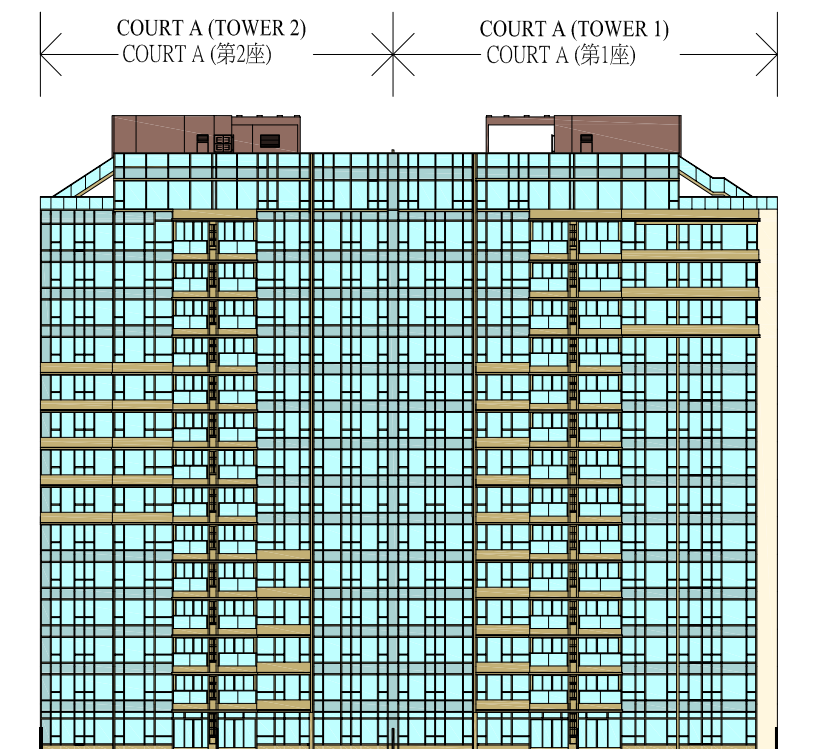 COURT A (TOWER 2)
COURT A (第2座)
COURT A (TOWER 1)
COURT A (第1座)